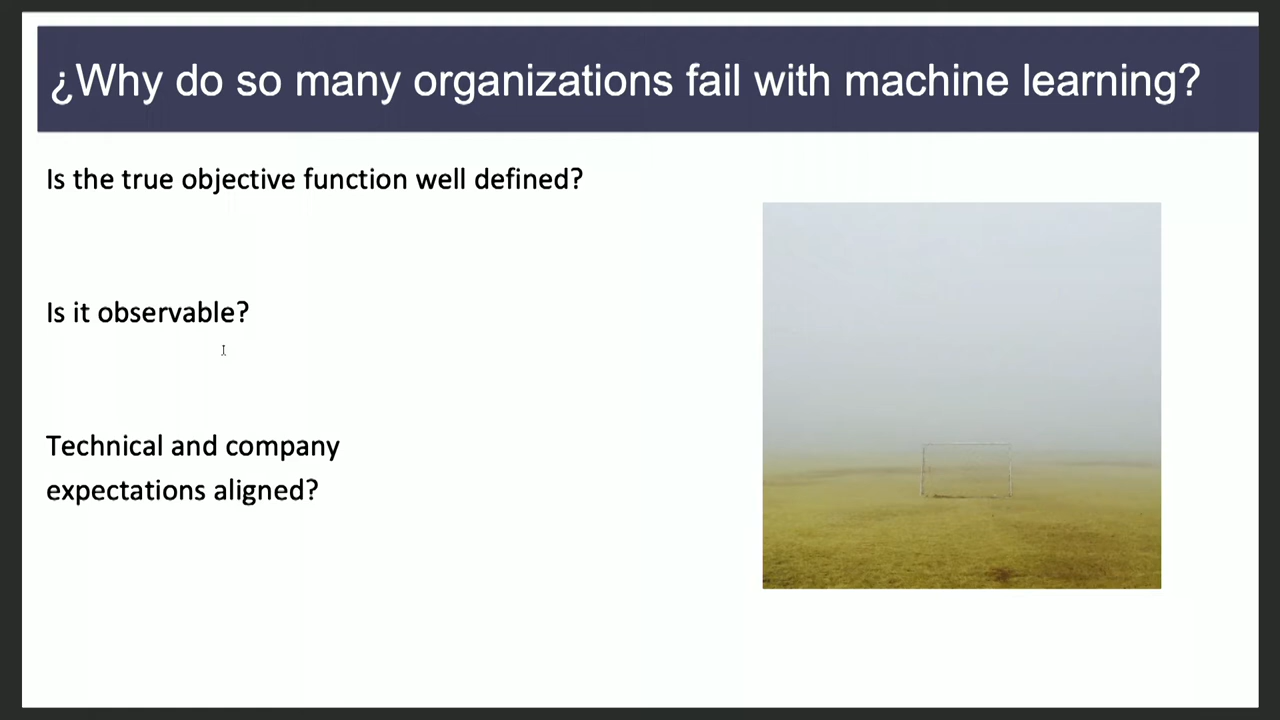 ¿Why do so many organizations fail with machine learning?
Is the true objective function well defined?
Is it observable?
Technical and company
expectations aligned?